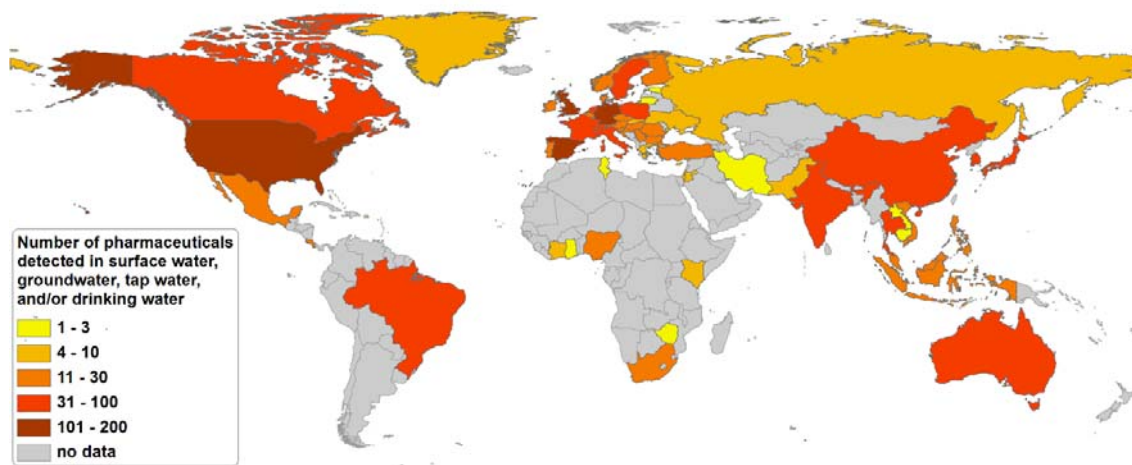 Number of pharmaceuticals
detected in surface water,
groundwater, tap water,
and/or drinking water
1 - 3
4 - 10
11 - 30
31 - 100
101 - 200
no data